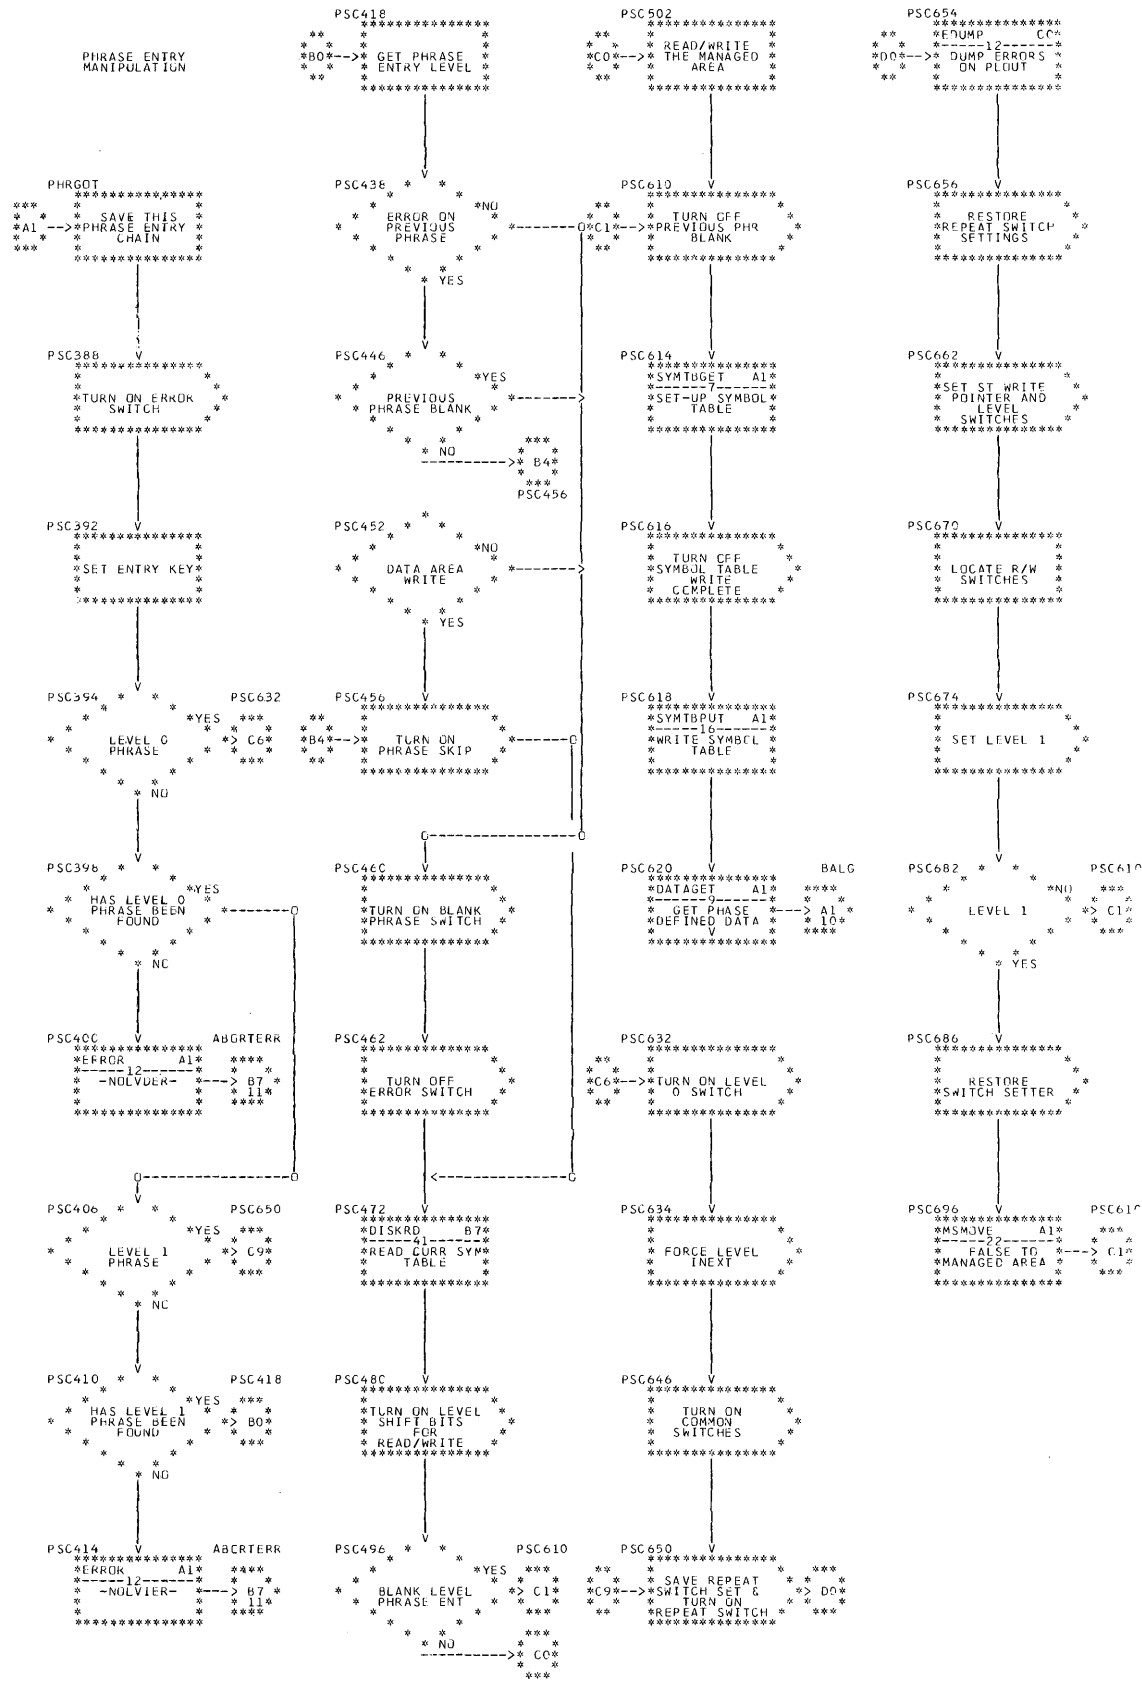 PHRASE ENTRY
MANIPULATION
PHRGOT
A1
SAVE THIS
PHRASE ENTRY
CHAIN
PSC388
TURN ON ERROR
SWITCH
PSC392
SET ENTRY KEY
PSC394
LEVEL 0
PHRASE
YES
PSC632
C6
NO
PSC398
HAS LEVEL 0
PHRASE BEEN
FOUND
YES
NO
PSC400
ERROR A1
12
-NOLVDER-
ABORTERR
B7
11
PSC406
LEVEL 1
PHRASE
YES
PSC650
C9
NO
PSC410
HAS LEVEL 1
PHRASE BEEN
FOUND
YES
PSC418
B0
NO
PSC414
ERROR A1
12
-NOLVIER-
ABORTERR
B7
11
PSC418
B0
GET PHRASE
ENTRY LEVEL
PSC438
ERROR ON
PREVIOUS
PHRASE
NO
YES
PSC446
PREVIOUS
PHRASE BLANK
YES
NO
B4
PSC456
PSC452
DATA AREA
WRITE
NO
YES
PSC456
B4
TURN ON
PHRASE SKIP
PSC460
TURN ON BLANK
PHRASE SWITCH
PSC462
TURN OFF
ERROR SWITCH
PSC472
DISKRD B7
41
READ CURR SYM
TABLE
PSC480
TURN ON LEVEL
SHIFT BITS
FOR
READ/WRITE
PSC496
BLANK LEVEL
PHRASE ENT
YES
PSC610
C1
NO
C0
PSC502
C0
READ/WRITE
THE MANAGED
AREA
PSC610
C1
TURN OFF
PREVIOUS PHR
BLANK
PSC614
SYMTBGET A1
7
SET-UP SYMBOL
TABLE
PSC616
TURN OFF
SYMBOL TABLE
WRITE
COMPLETE
PSC618
SYMTBPUT A1
16
WRITE SYMBOL
TABLE
PSC620
DATAGET A1
9
GET PHASE
DEFINED DATA
BALG
A1
10
PSC632
C6
TURN ON LEVEL
0 SWITCH
PSC634
FORCE LEVEL
INEXT
PSC646
TURN ON
COMMON
SWITCHES
PSC650
C9
SAVE REPEAT
SWITCH SET &
TURN ON
REPEAT SWITCH
D0
PSC654
D0
EDUMP C0
12
DUMP ERRORS
ON PLOUT
PSC656
RESTORE
REPEAT SWITCH
SETTINGS
PSC662
SET ST WRITE
POINTER AND
LEVEL
SWITCHES
PSC670
LOCATE R/W
SWITCHES
PSC674
SET LEVEL 1
PSC682
LEVEL 1
NO
PSC610
C1
YES
PSC686
RESTORE
SWITCH SETTER
PSC696
MSMOVE A1
22
FALSE TO
MANAGED AREA
PSC610
C1